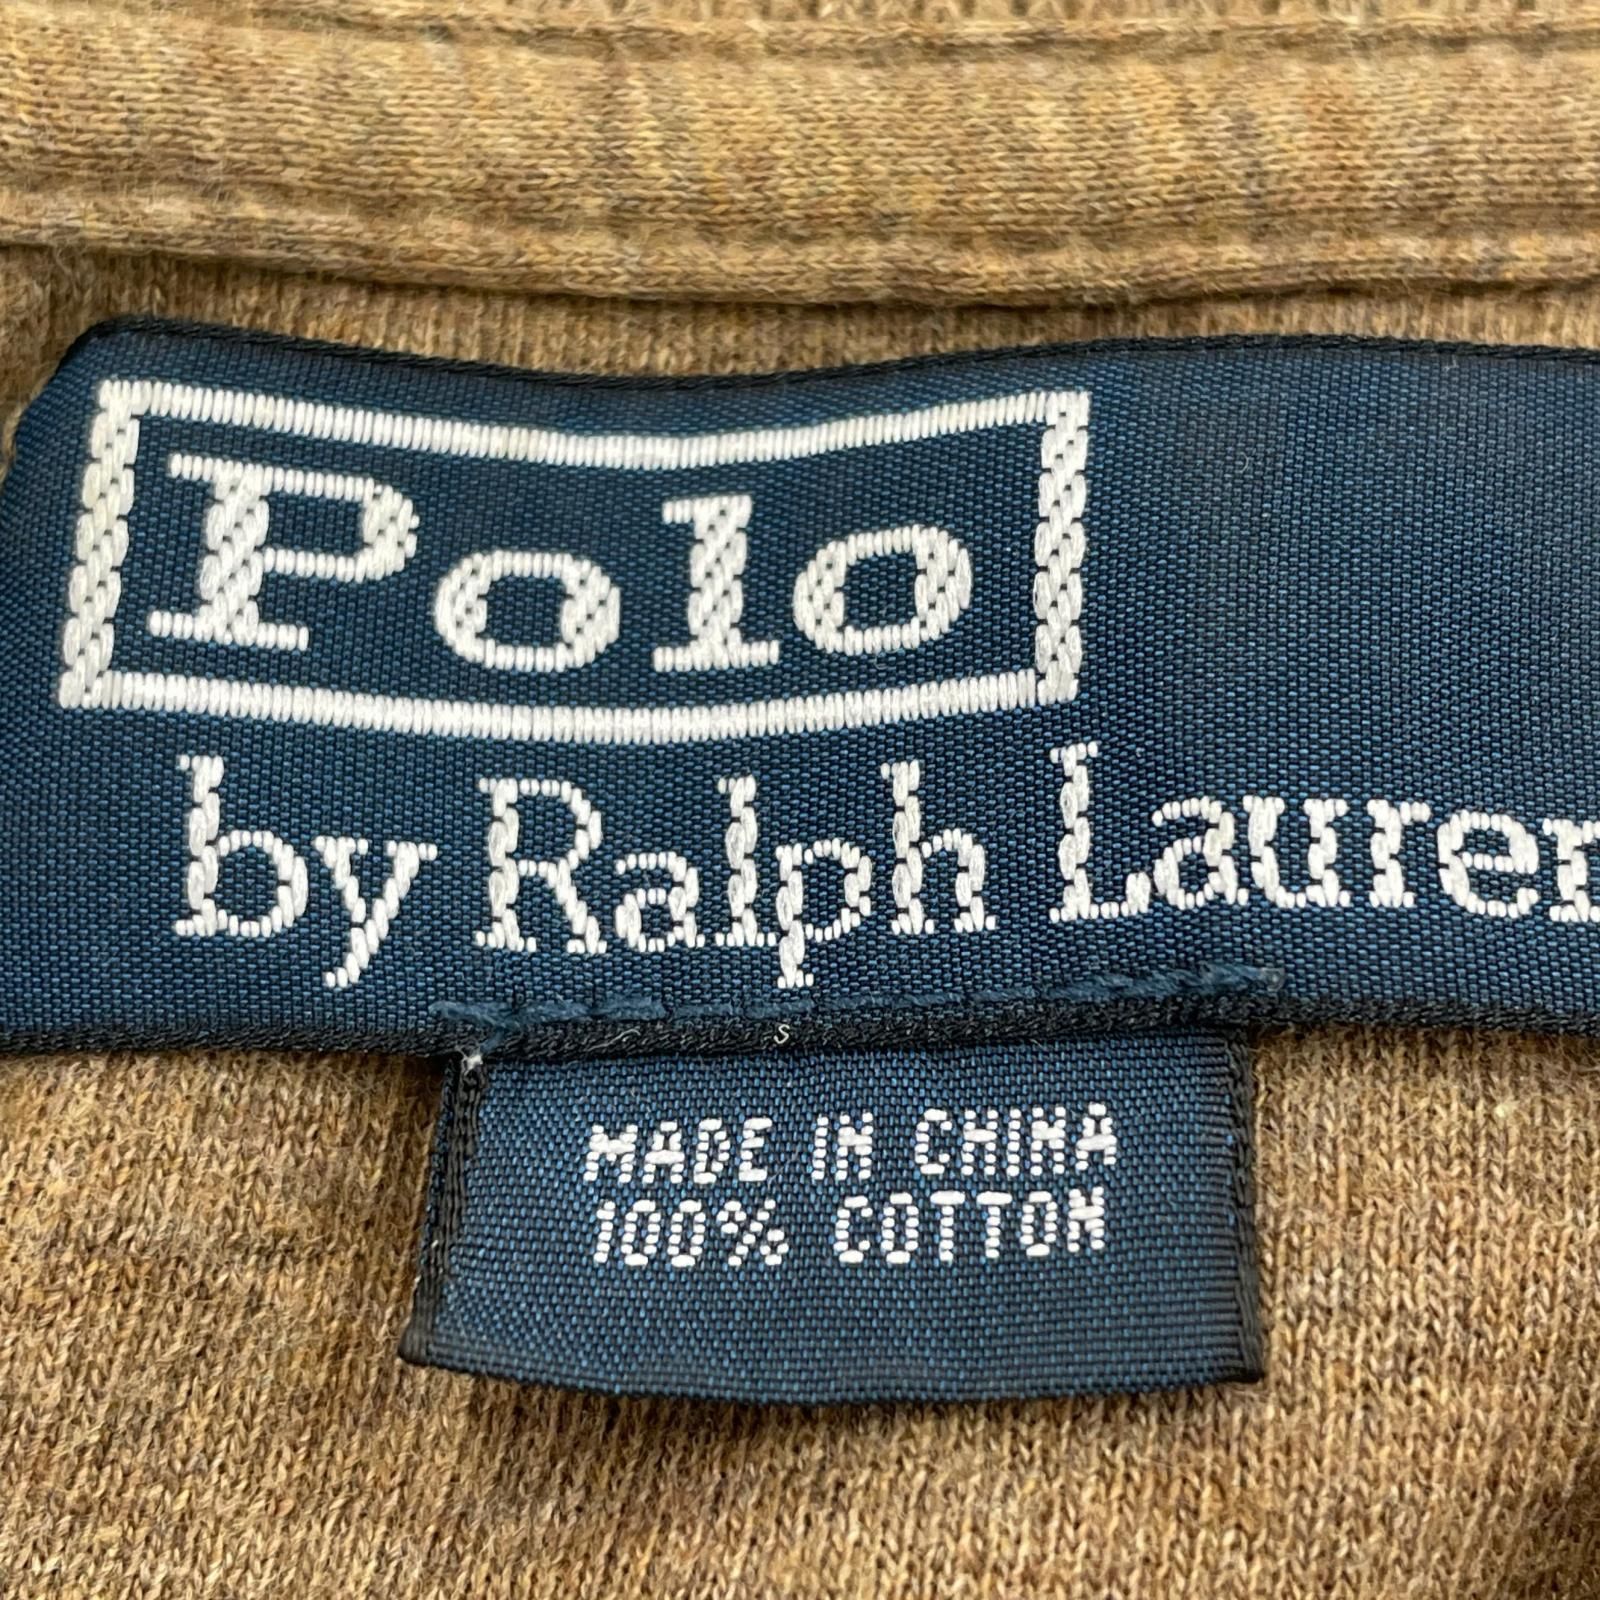 Polo
by Ralph Lauren
S
MADE IN CHINA
100% COTTON